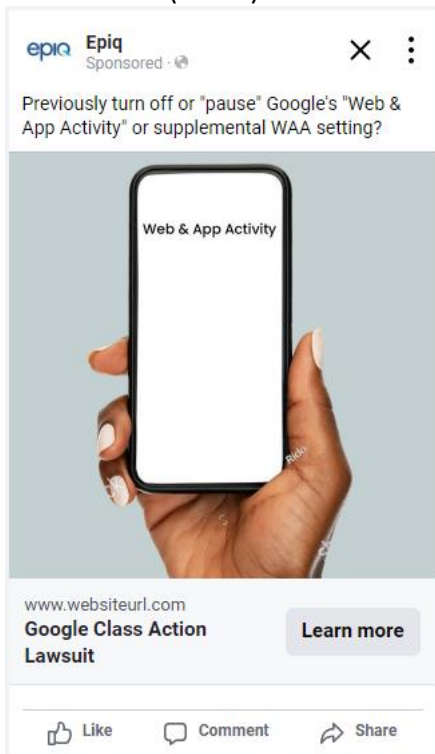 epiq Epiq
Sponsored ·
Previously turn off or "pause" Google's "Web &
App Activity" or supplemental WAA setting?
Web & App Activity
Rido
www.websiteurl.com
Google Class Action
Lawsuit
Learn more
Like Comment Share